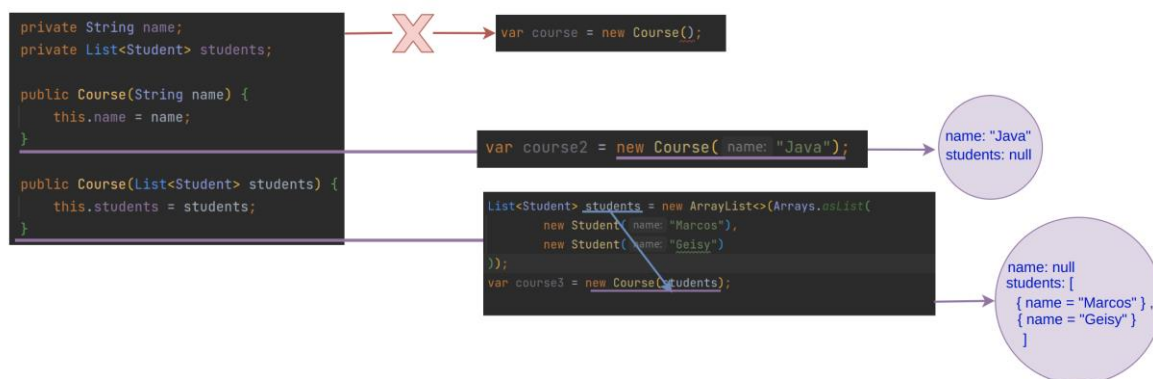 private String name;
private List<Student> students;
public Course(String name) {
this.name = name;
}
public Course(List<Student> students) {
this.students = students;
}
X
var course = new Course();
var course2 = new Course( name: "Java");
name: "Java"
students: null
List<Student> students = new ArrayList<>(Arrays.asList(
new Student( name: "Marcos"),
new Student( name: "Geisy")
));
var course3 = new Course(students);
name: null
students: [
{ name = "Marcos" } ,
{ name = "Geisy" }
]